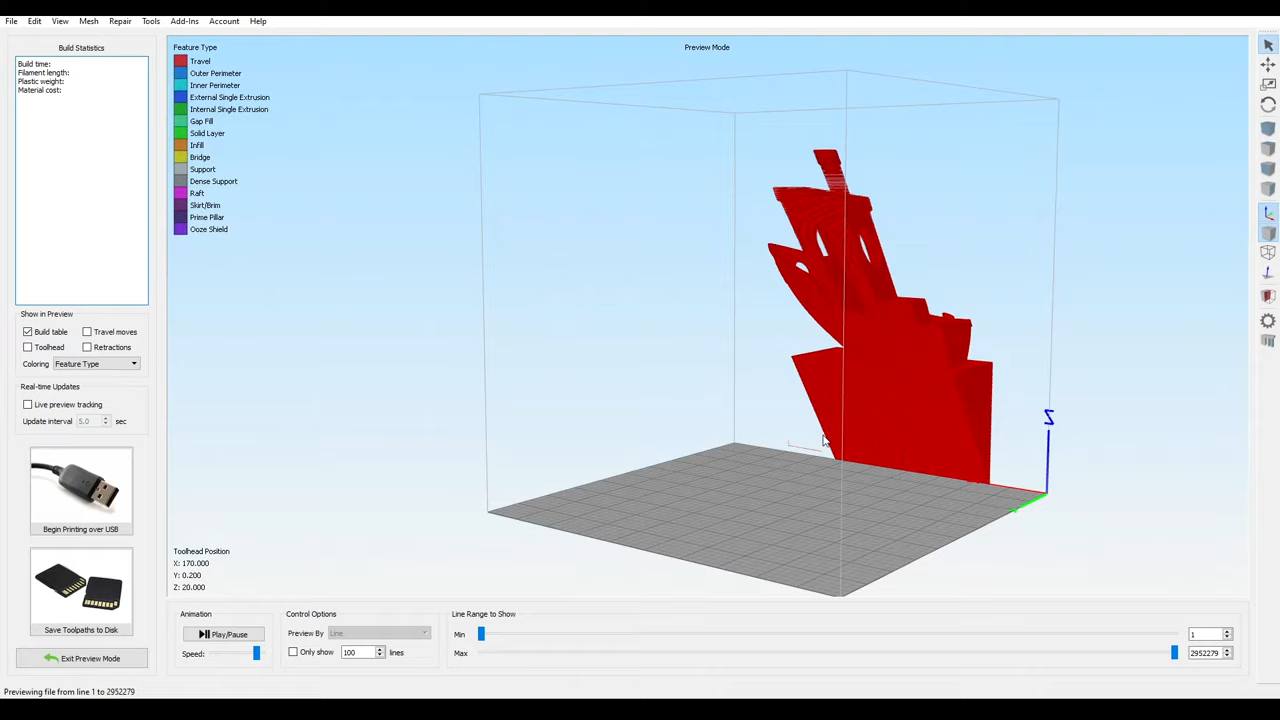 File Edit View Mesh Repair Tools Add-Ins Account Help
Build Statistics
Build time:
Filament length:
Plastic weight:
Material cost:
Show in Preview
Build table
Travel moves
Toolhead
Retractions
Coloring Feature Type
Real-time Updates
Live preview tracking
Update interval 5.0 sec
Begin Printing over USB
Save Toolpaths to Disk
Exit Preview Mode
Previewing file from line 1 to 2952279
Preview Mode
Feature Type
Travel
Outer Perimeter
Inner Perimeter
External Single Extrusion
Internal Single Extrusion
Gap Fill
Solid Layer
Infill
Bridge
Support
Dense Support
Raft
Skirt/Brim
Prime Pillar
Ooze Shield
Z
Toolhead Position
X: 170.000
Y: 0.200
Z: 20.000
Animation
Play/Pause
Speed:
Control Options
Preview By Line
Only show 100 lines
Line Range to Show
Min 1
Max 2952279